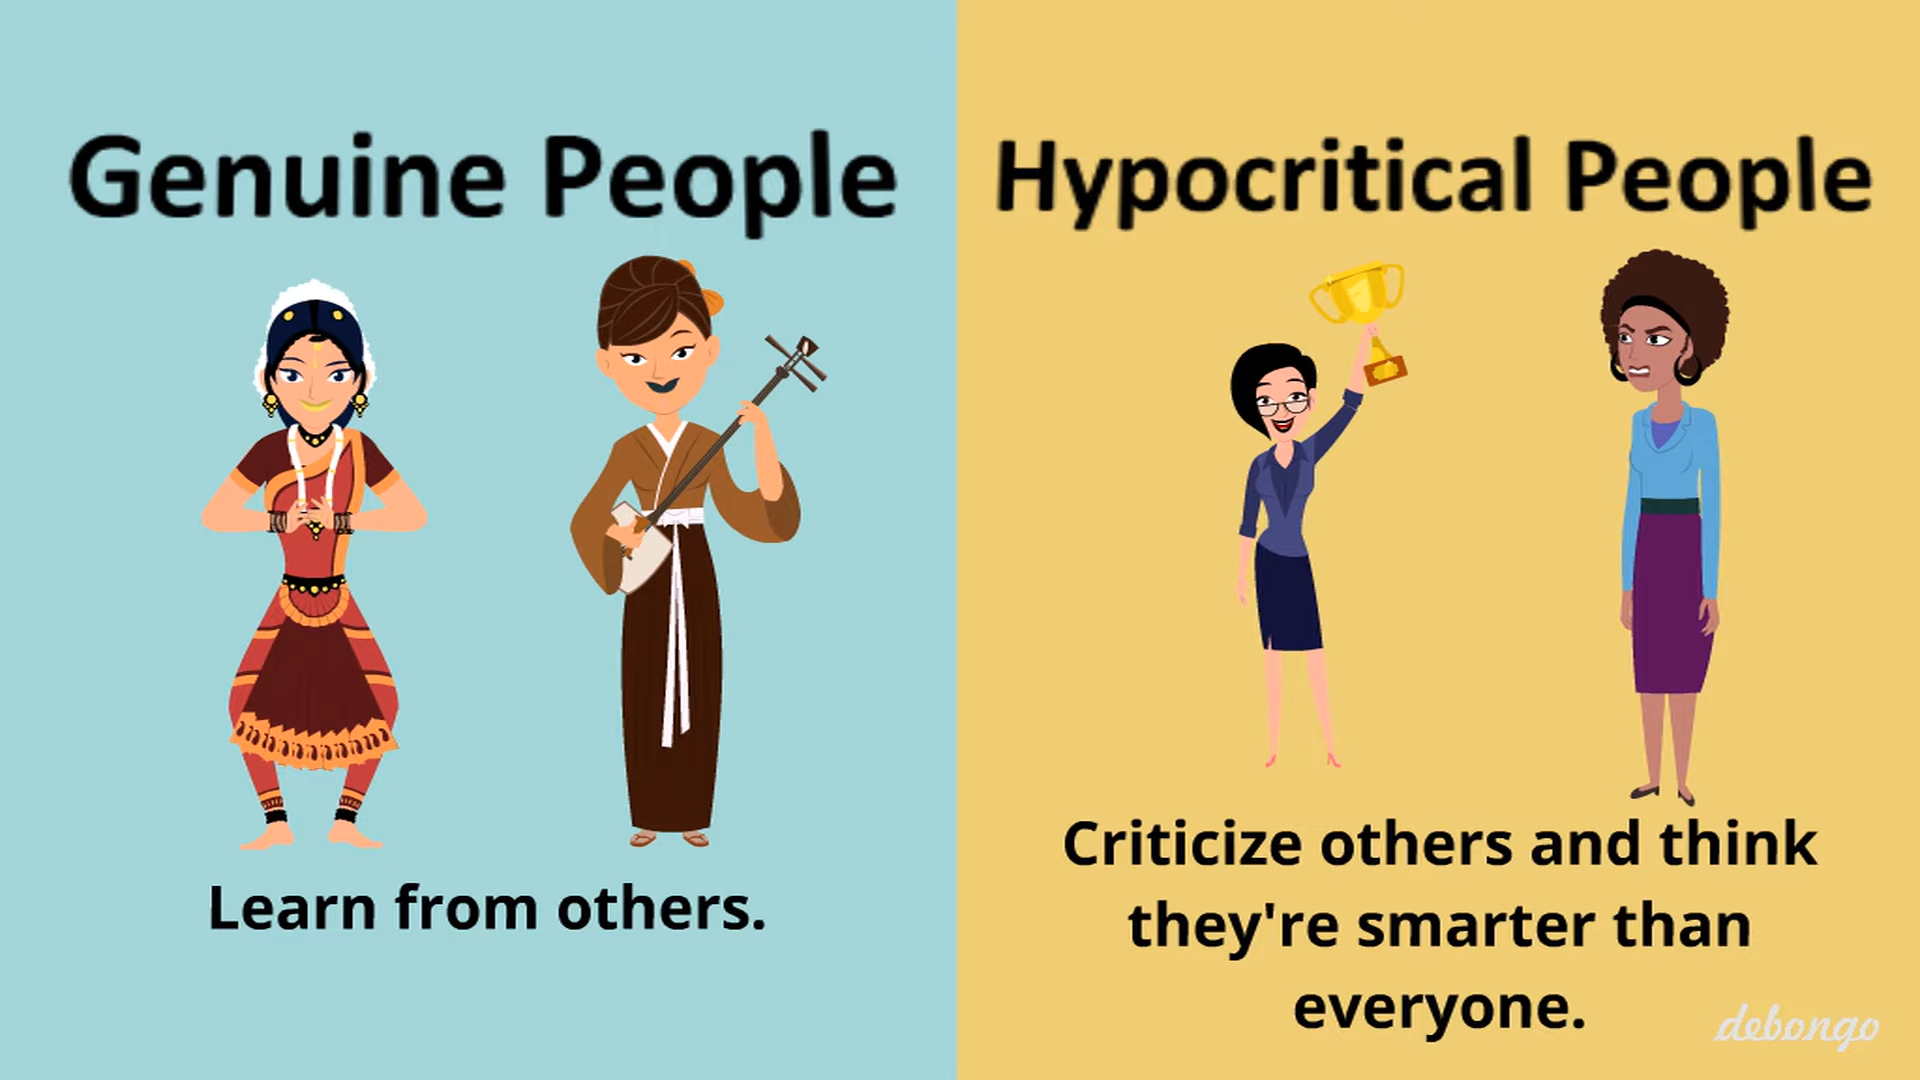 Genuine People
Learn from others.
Hypocritical People
Criticize others and think
they're smarter than
everyone.
debongo